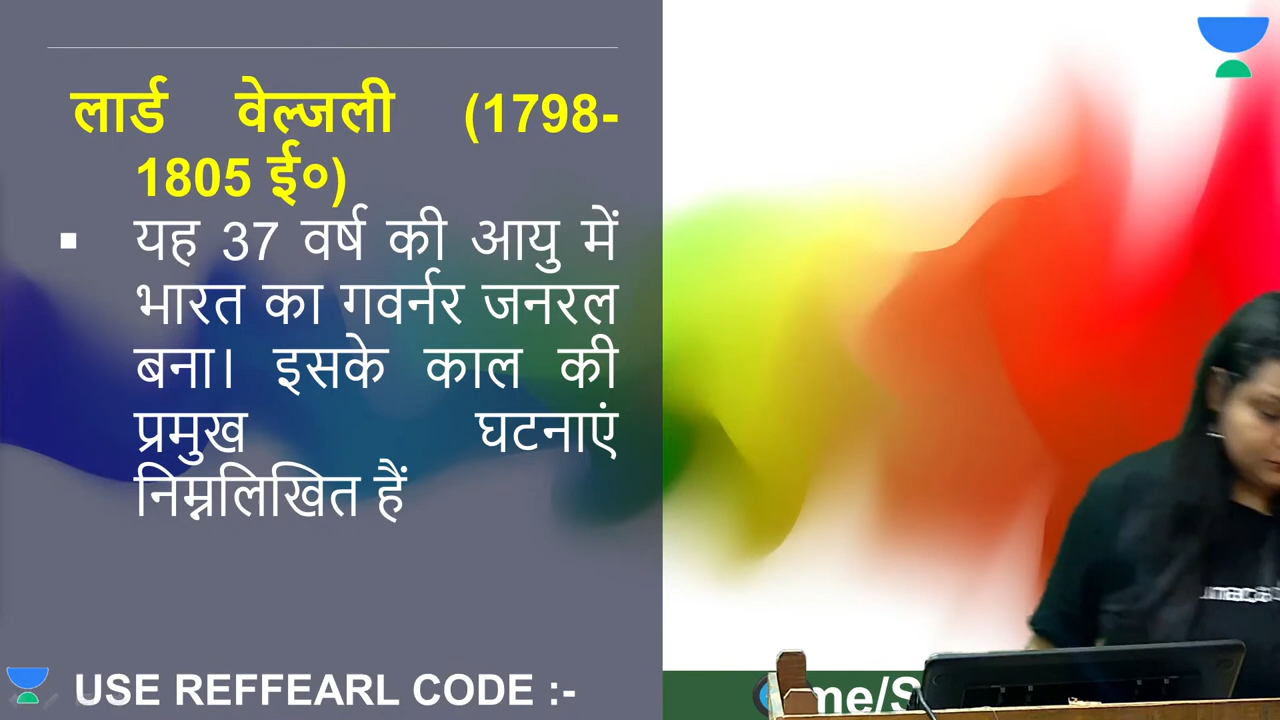 लार्ड वेल्जली (1798-
1805 ई०)
▪ यह 37 वर्ष की आयु में
भारत का गवर्नर जनरल
बना। इसके काल की
प्रमुख घटनाएं
निम्नलिखित हैं
USE REFFEARL CODE :-
me/S